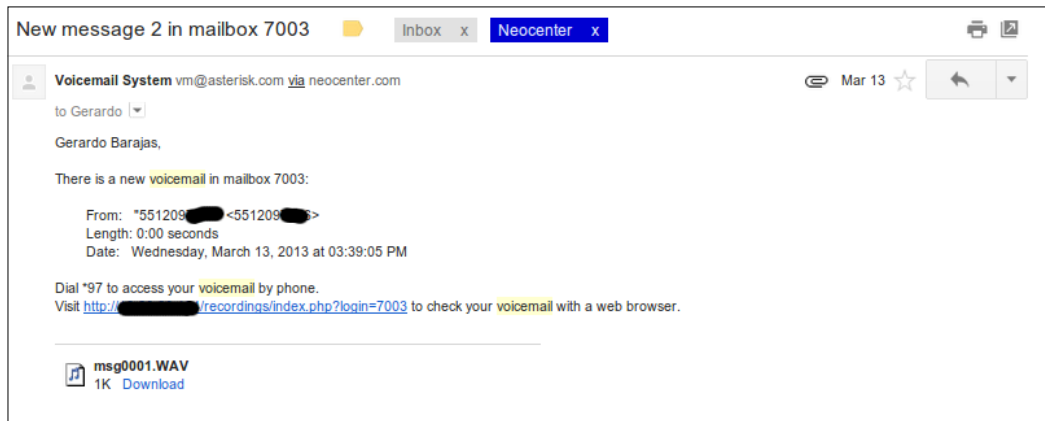 New message 2 in mailbox 7003 Inbox x Neocenter x
Voicemail System vm@asterisk.com via neocenter.com Mar 13
to Gerardo
Gerardo Barajas,
There is a new voicemail in mailbox 7003:
From: "551209 <551209 >
Length: 0:00 seconds
Date: Wednesday, March 13, 2013 at 03:39:05 PM
Dial *97 to access your voicemail by phone.
Visit http:// /recordings/index.php?login=7003 to check your voicemail with a web browser.
msg0001.WAV
1K Download